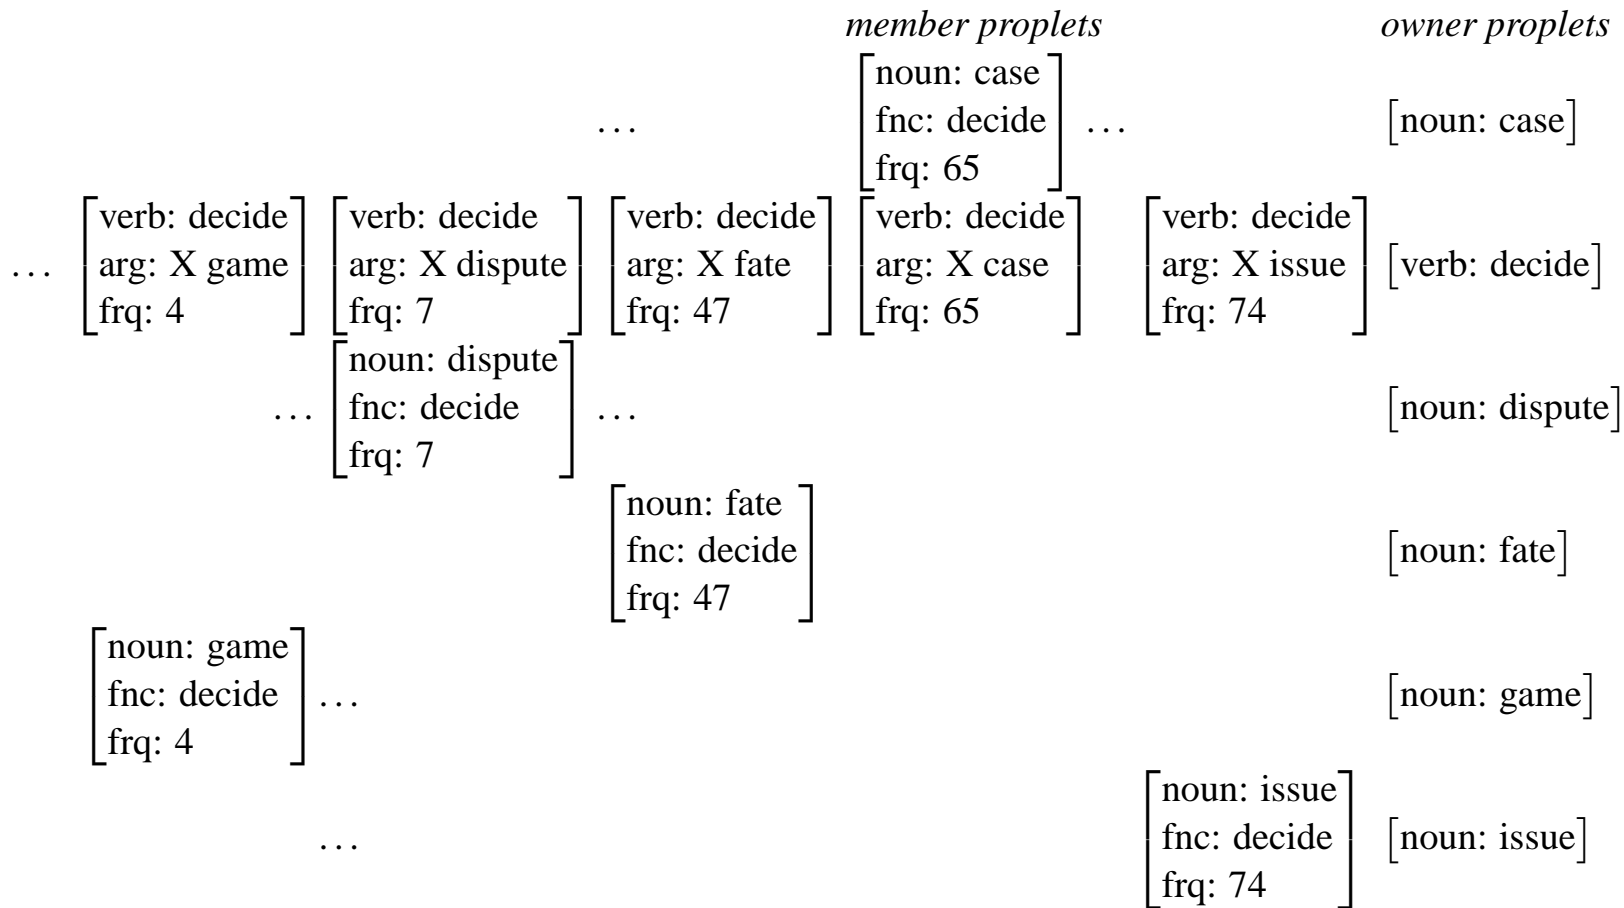 member proplets owner proplets
noun: case
... fnc: decide ... [noun: case]
frq: 65
verb: decide verb: decide verb: decide verb: decide verb: decide
... arg: X game arg: X dispute arg: X fate arg: X case arg: X issue [verb: decide]
frq: 4 frq: 7 frq: 47 frq: 65 frq: 74
noun: dispute
... fnc: decide ... [noun: dispute]
frq: 7
noun: fate
fnc: decide [noun: fate]
frq: 47
noun: game
fnc: decide ... [noun: game]
frq: 4
noun: issue
... fnc: decide [noun: issue]
frq: 74